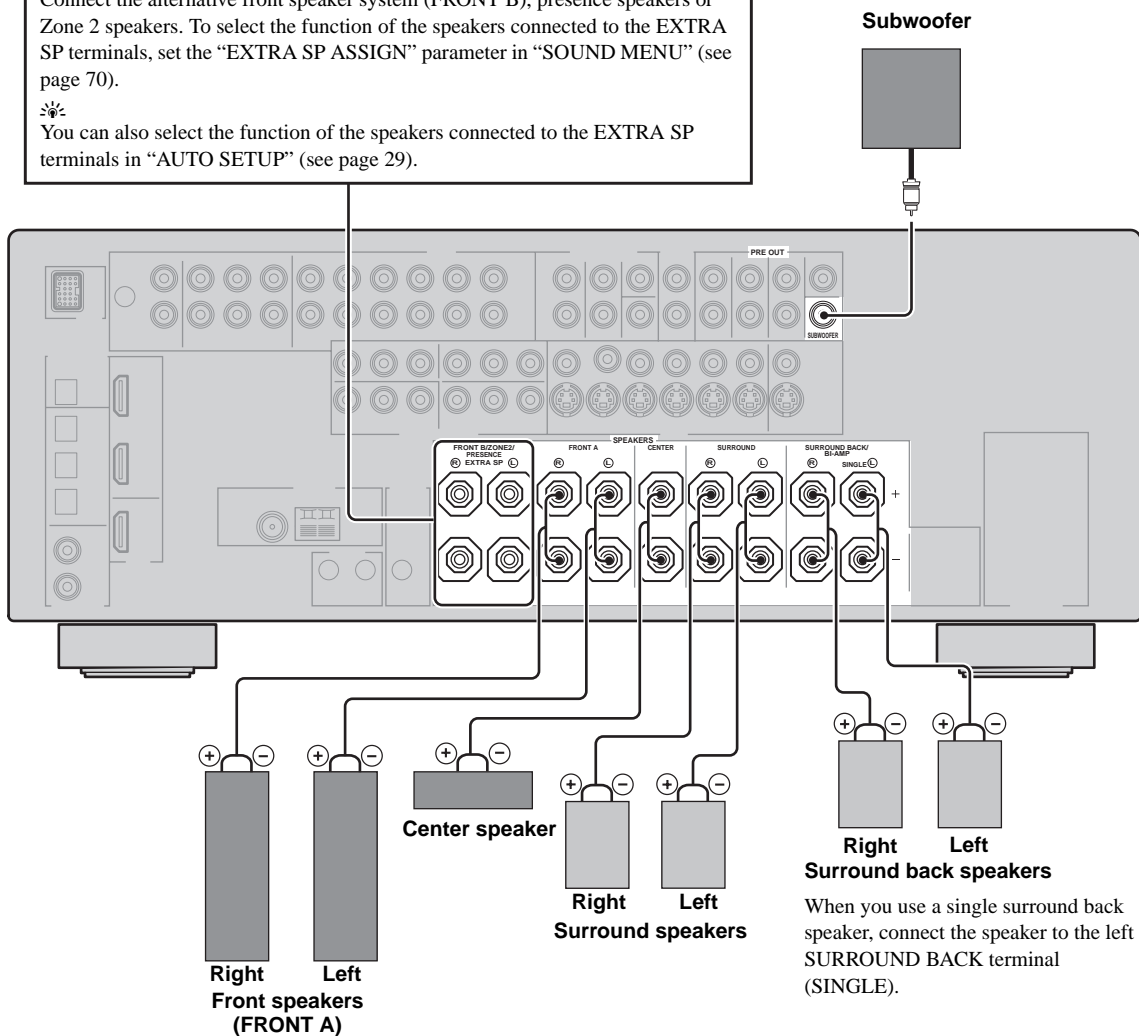 Connect the alternative front speaker system (FRONT B), presence speakers or
Zone 2 speakers. To select the function of the speakers connected to the EXTRA
SP terminals, set the “EXTRA SP ASSIGN” parameter in “SOUND MENU” (see
page 70).
You can also select the function of the speakers connected to the EXTRA SP
terminals in “AUTO SETUP” (see page 29).
Subwoofer
PRE OUT
SUBWOOFER
SPEAKERS
FRONT B/ZONE2/
PRESENCE
R EXTRA SP L
FRONT A
R L
CENTER
SURROUND
R L
SURROUND BACK/
BI-AMP
R SINGLE L
+
–
+ –
+ –
+ –
+ –
+ –
+ –
+ –
Center speaker
Right Left
Surround speakers
Right Left
Surround back speakers
When you use a single surround back
speaker, connect the speaker to the left
SURROUND BACK terminal
(SINGLE).
Right Left
Front speakers
(FRONT A)